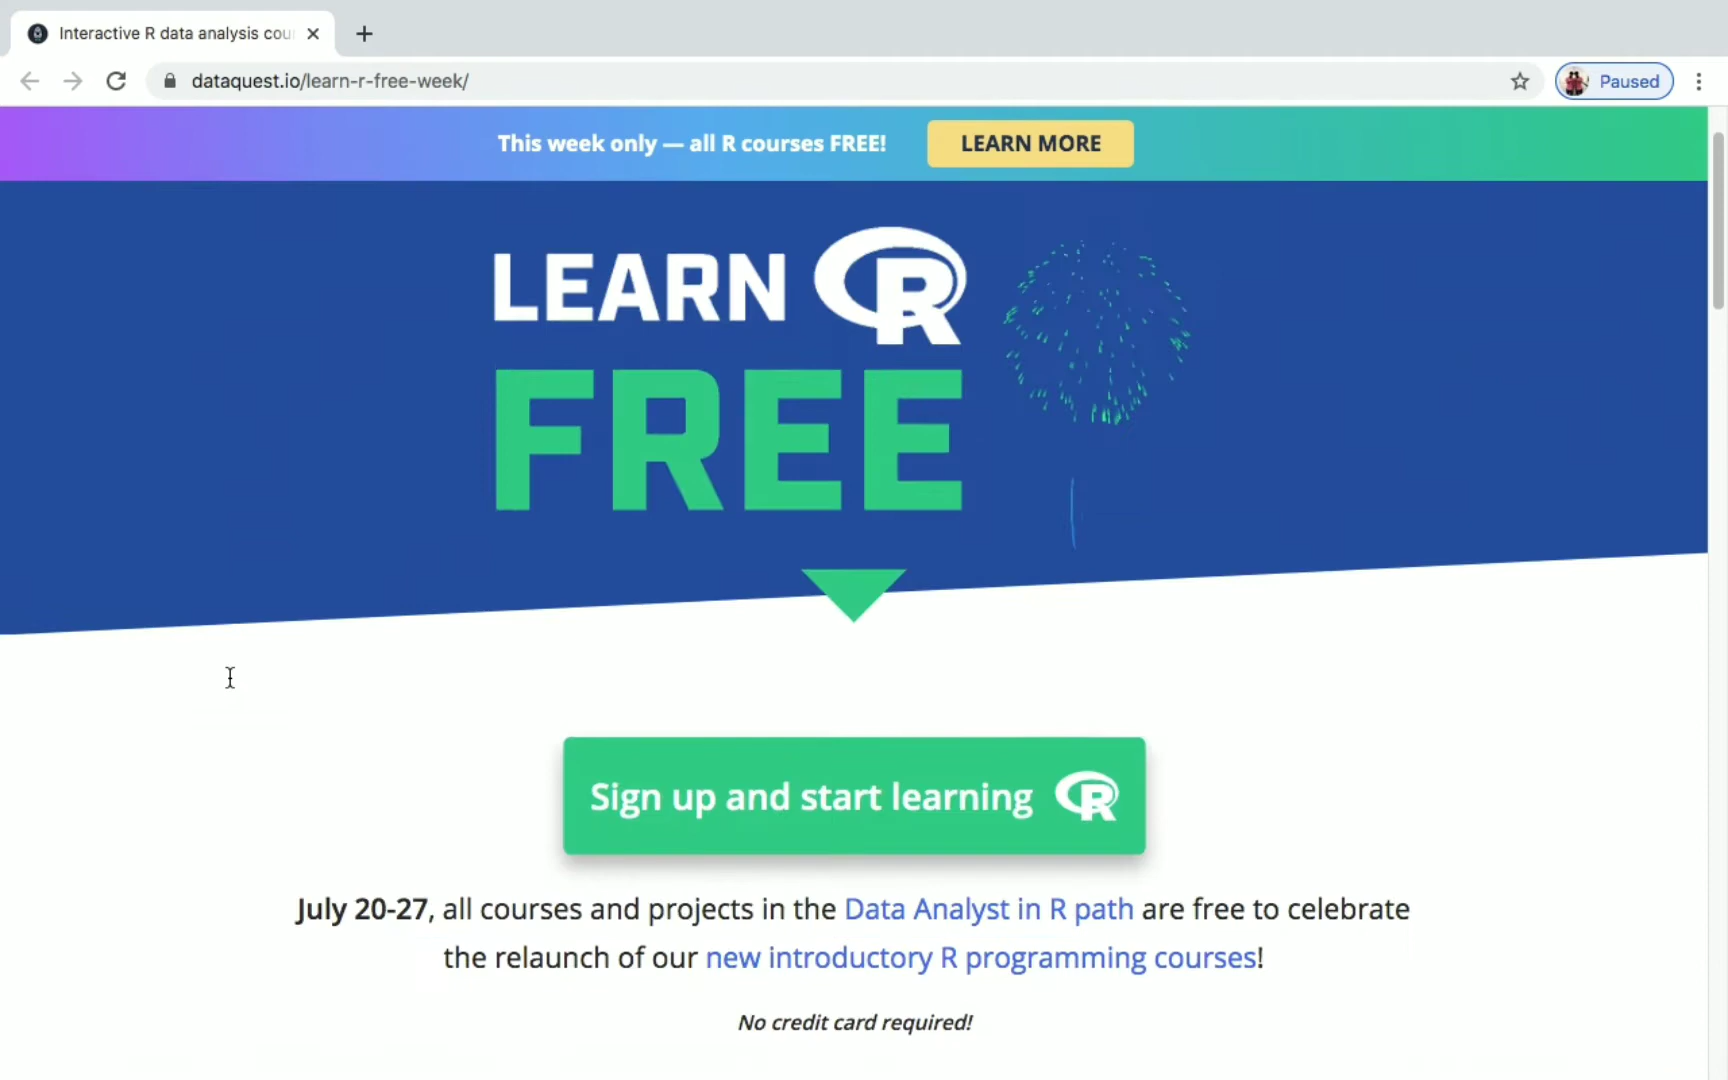 Interactive R data analysis cou
dataquest.io/learn-r-free-week/
Paused
This week only — all R courses FREE!
LEARN MORE
LEARN R
FREE
Sign up and start learning R
July 20-27, all courses and projects in the Data Analyst in R path are free to celebrate
the relaunch of our new introductory R programming courses!
No credit card required!